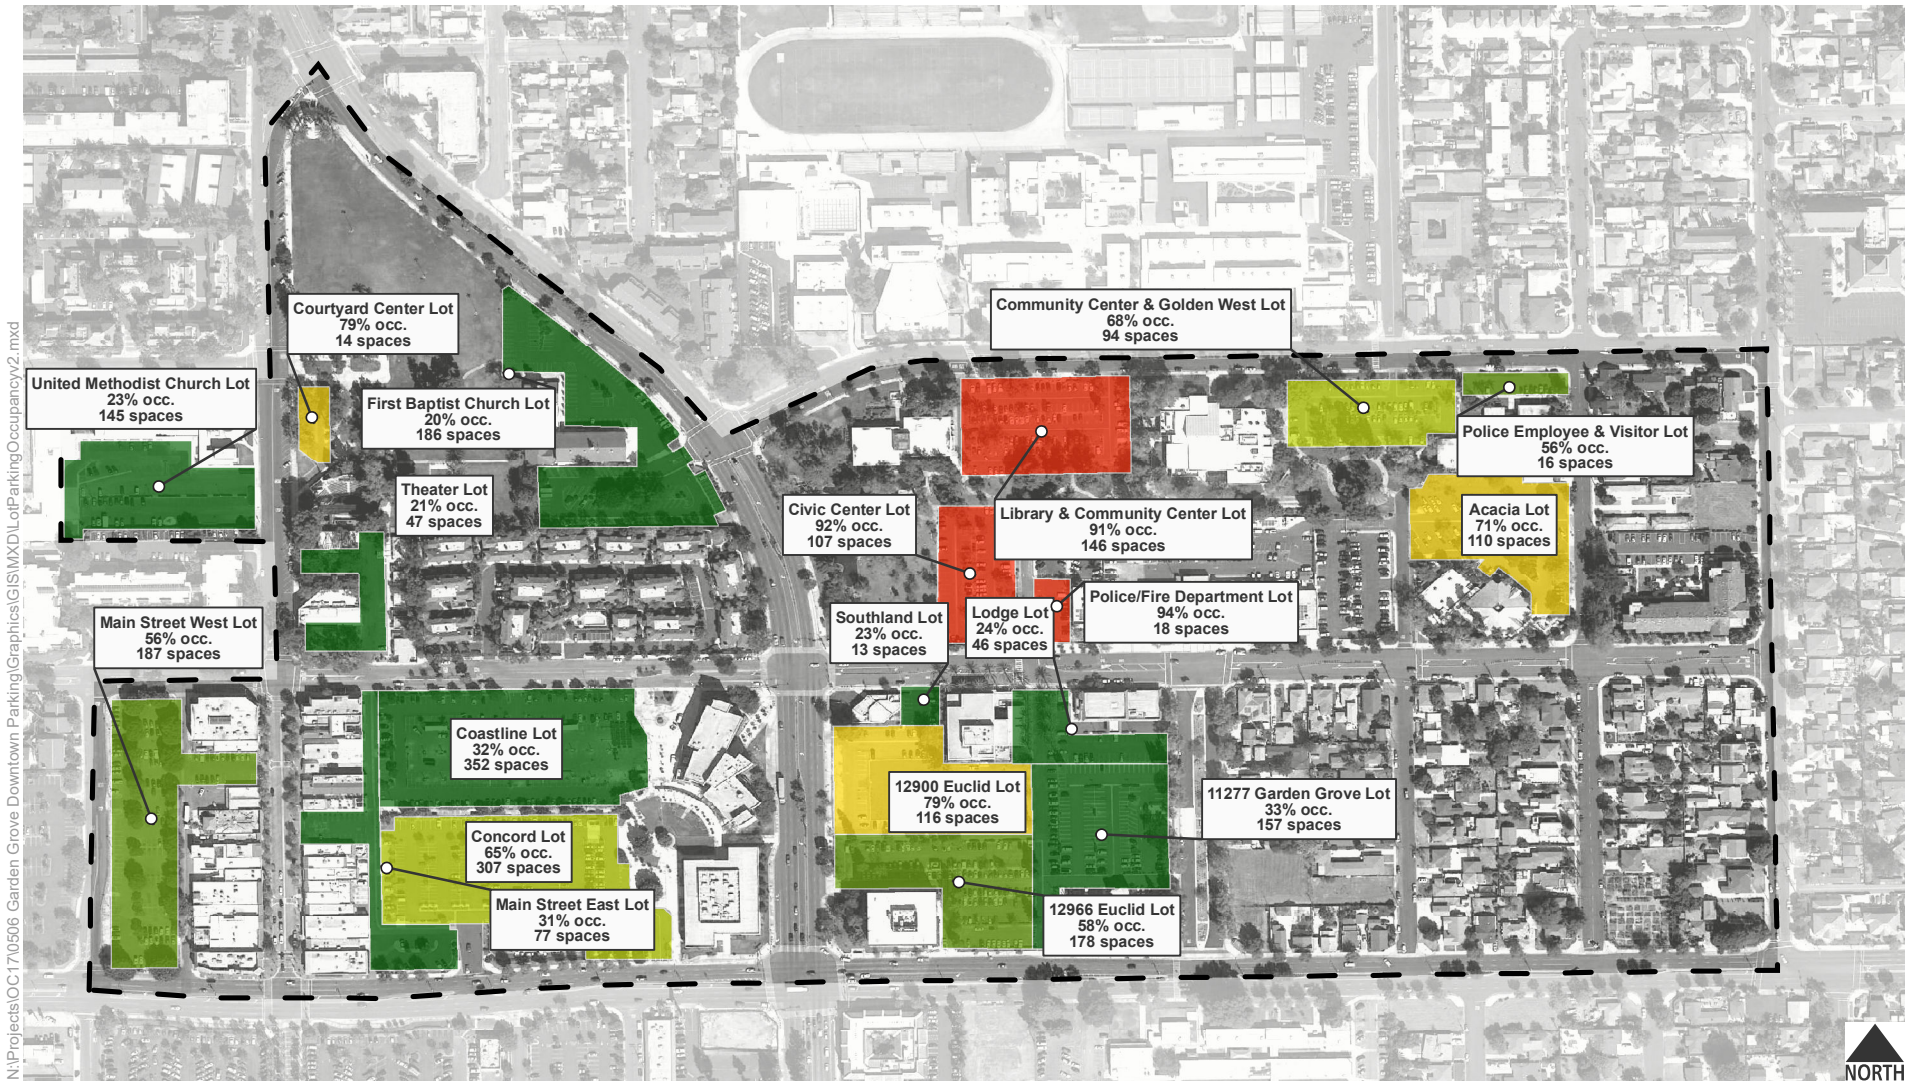 N:\Projects\OC17\0506 Garden Grove Downtown Parking\Graphics\GIS\MXD\LotParkingOccupancyv2.mxd
Courtyard Center Lot
79% occ.
14 spaces
Community Center & Golden West Lot
68% occ.
94 spaces
United Methodist Church Lot
23% occ.
145 spaces
First Baptist Church Lot
20% occ.
186 spaces
Police Employee & Visitor Lot
56% occ.
16 spaces
Theater Lot
21% occ.
47 spaces
Civic Center Lot
92% occ.
107 spaces
Library & Community Center Lot
91% occ.
146 spaces
Acacia Lot
71% occ.
110 spaces
Main Street West Lot
56% occ.
187 spaces
Southland Lot
23% occ.
13 spaces
Lodge Lot
24% occ.
46 spaces
Police/Fire Department Lot
94% occ.
18 spaces
Coastline Lot
32% occ.
352 spaces
12900 Euclid Lot
79% occ.
116 spaces
11277 Garden Grove Lot
33% occ.
157 spaces
Concord Lot
65% occ.
307 spaces
Main Street East Lot
31% occ.
77 spaces
12966 Euclid Lot
58% occ.
178 spaces
NORTH